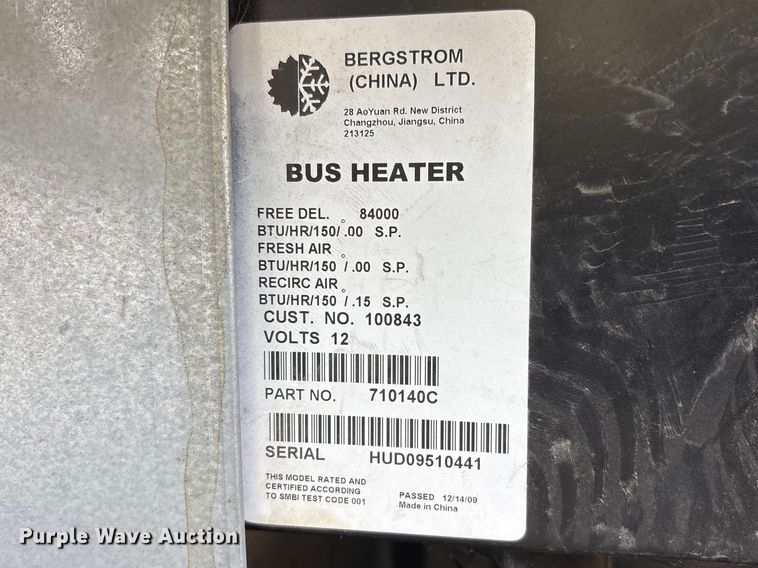 BERGSTROM
(CHINA) LTD.
28 AoYuan Rd. New District
Changzhou, Jiangsu, China
213125
BUS HEATER
FREE DEL. ° 84000
BTU/HR/150/ .00 S.P.
FRESH AIR °
BTU/HR/150 / .00 S.P.
RECIRC AIR °
BTU/HR/150 / .15 S.P.
CUST. NO. 100843
VOLTS 12
PART NO. 710140C
SERIAL HUD09510441
THIS MODEL RATED AND
CERTIFIED ACCORDING
TO SMBI TEST CODE 001
PASSED 12/14/09
Made in China
Purple Wave Auction